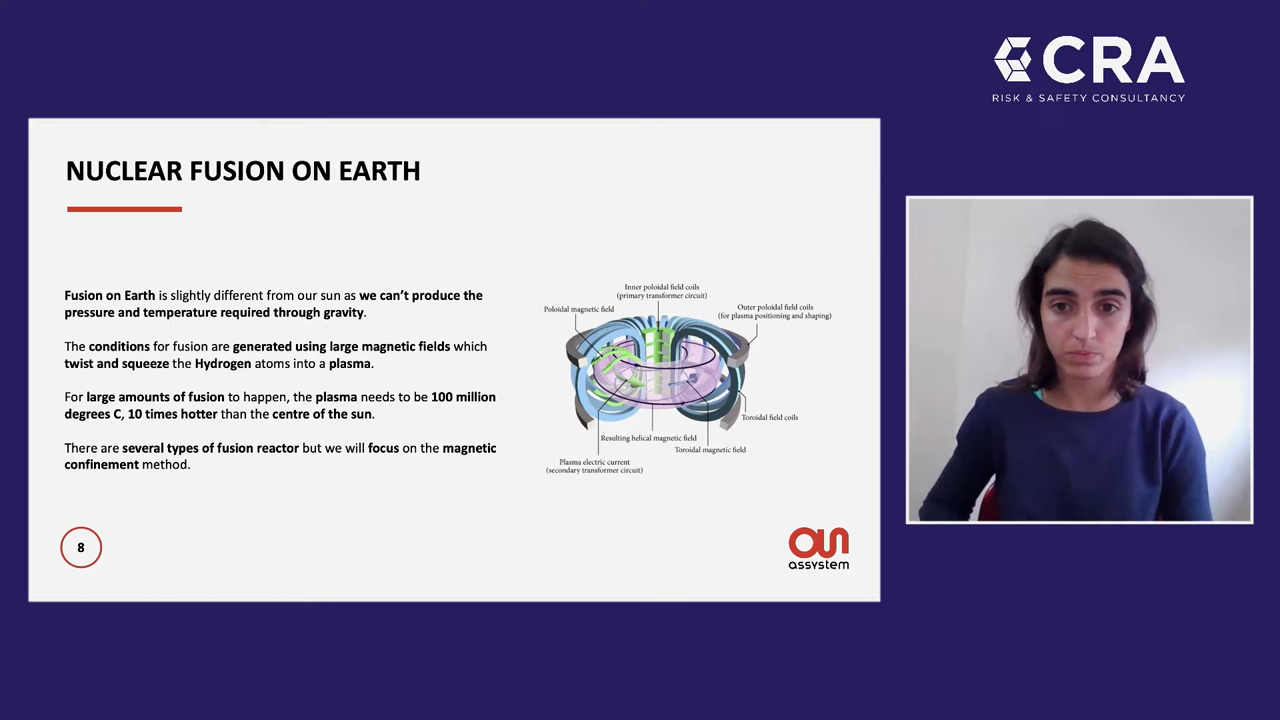 CRA
RISK & SAFETY CONSULTANCY
NUCLEAR FUSION ON EARTH
Fusion on Earth is slightly different from our sun as we can’t produce the
pressure and temperature required through gravity.
The conditions for fusion are generated using large magnetic fields which
twist and squeeze the Hydrogen atoms into a plasma.
For large amounts of fusion to happen, the plasma needs to be 100 million
degrees C, 10 times hotter than the centre of the sun.
There are several types of fusion reactor but we will focus on the magnetic
confinement method.
Inner poloidal field coils
(primary transformer circuit)
Poloidal magnetic field
Outer poloidal field coils
(for plasma positioning and shaping)
Toroidal field coils
Resulting helical magnetic field
Toroidal magnetic field
Plasma electric current
(secondary transformer circuit)
8
assystem